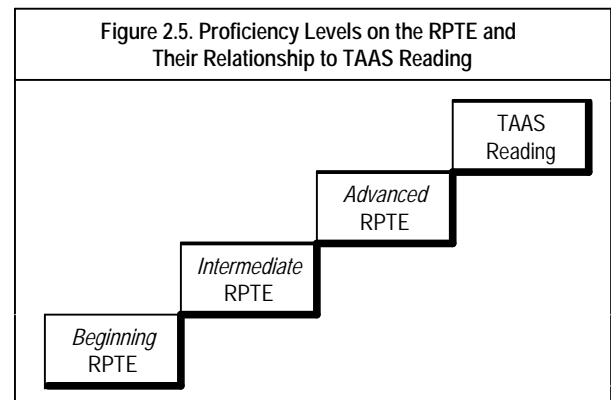 Figure 2.5. Proficiency Levels on the RPTE and
Their Relationship to TAAS Reading
TAAS
Reading
Advanced
RPTE
Intermediate
RPTE
Beginning
RPTE